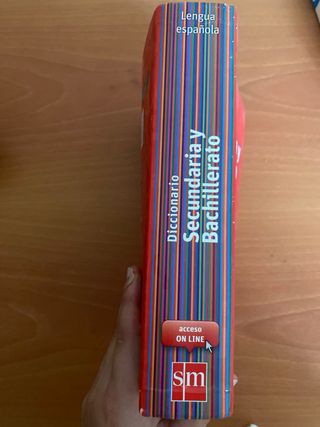 Lengua
española
Diccionario
Secundaria y
Bachillerato
acceso
ON LINE
sm